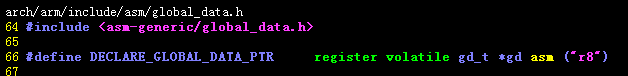 arch/arm/include/asm/global_data.h
64 #include <asm-generic/global_data.h>
65
66 #define DECLARE_GLOBAL_DATA_PTR     register volatile gd_t *gd asm ("r8")
67